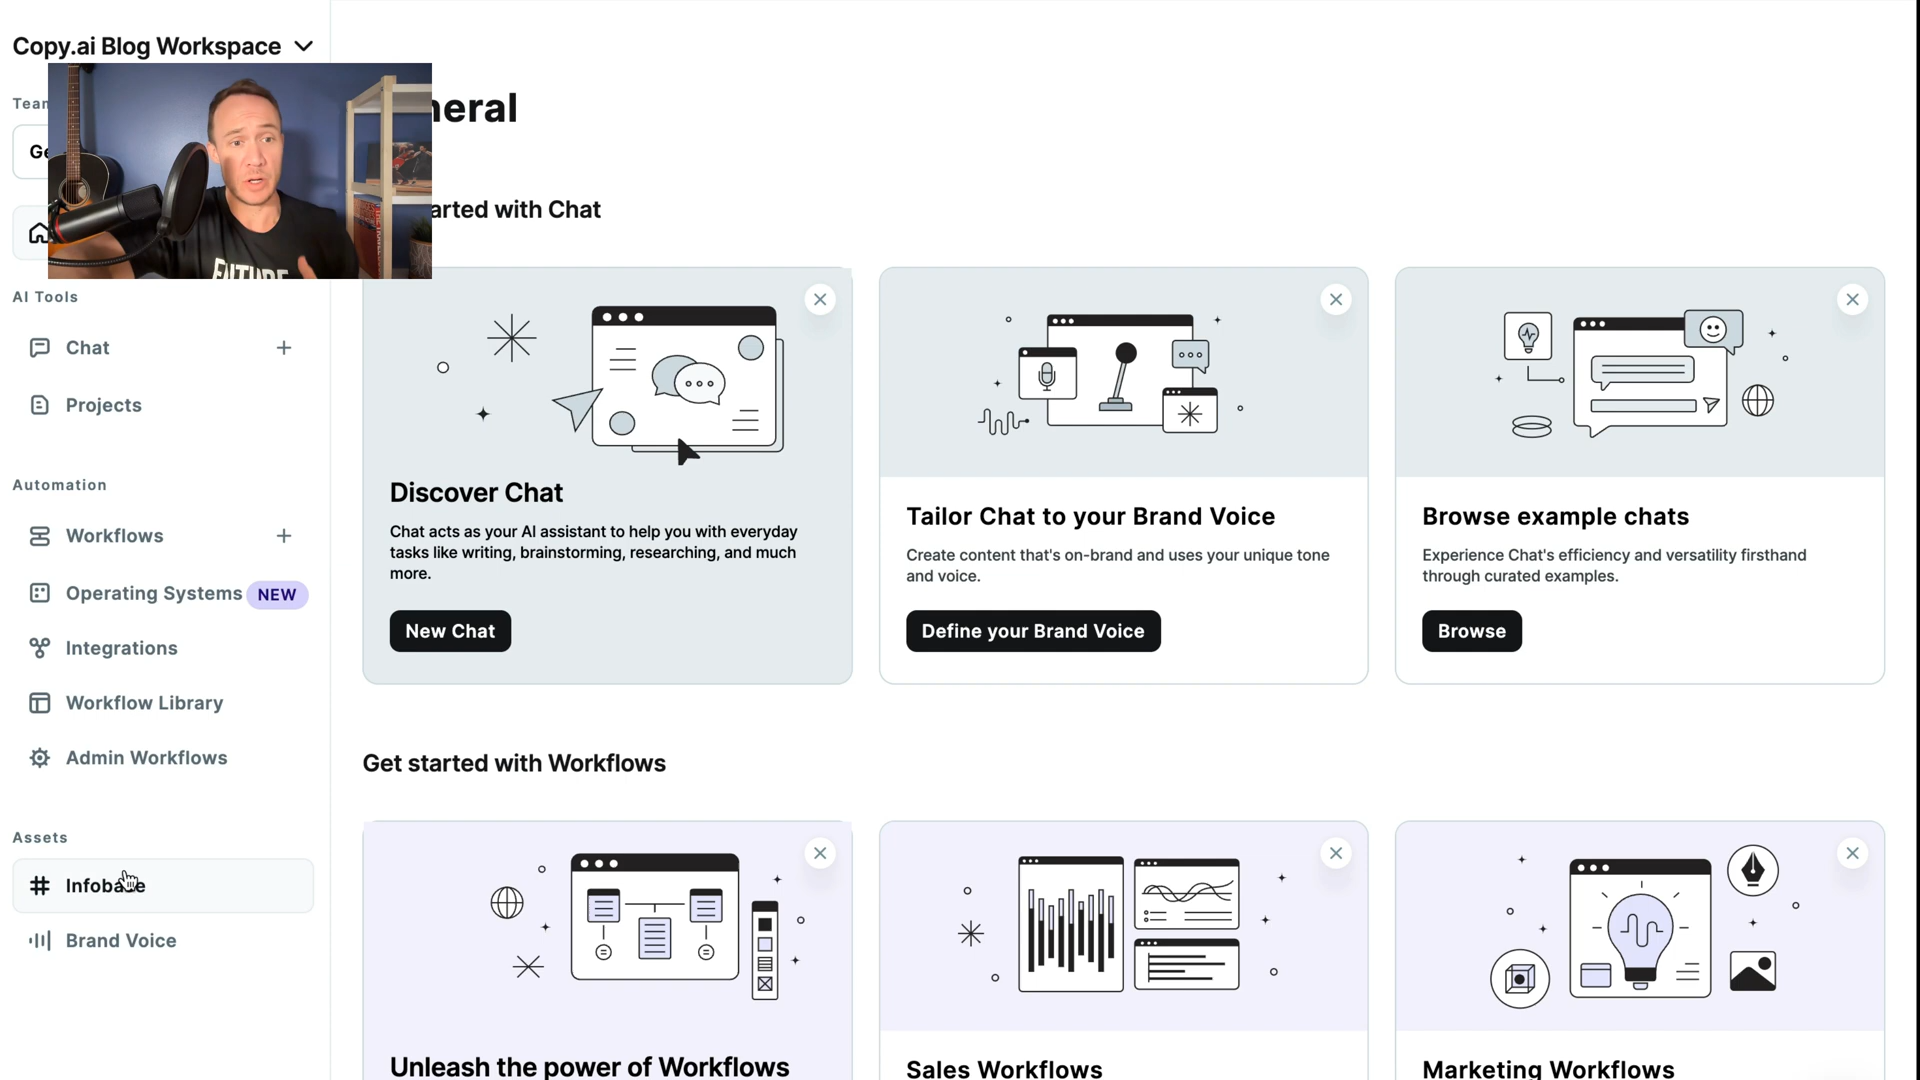 Copy.ai Blog Workspace
Team
Ge
neral
arted with Chat
AI Tools
Chat
Projects
Automation
Workflows
Operating Systems NEW
Integrations
Workflow Library
Admin Workflows
Assets
Infobase
Brand Voice
Discover Chat
Chat acts as your AI assistant to help you with everyday
tasks like writing, brainstorming, researching, and much
more.
New Chat
Tailor Chat to your Brand Voice
Create content that's on-brand and uses your unique tone
and voice.
Define your Brand Voice
Browse example chats
Experience Chat's efficiency and versatility firsthand
through curated examples.
Browse
Get started with Workflows
Unleash the power of Workflows
Sales Workflows
Marketing Workflows